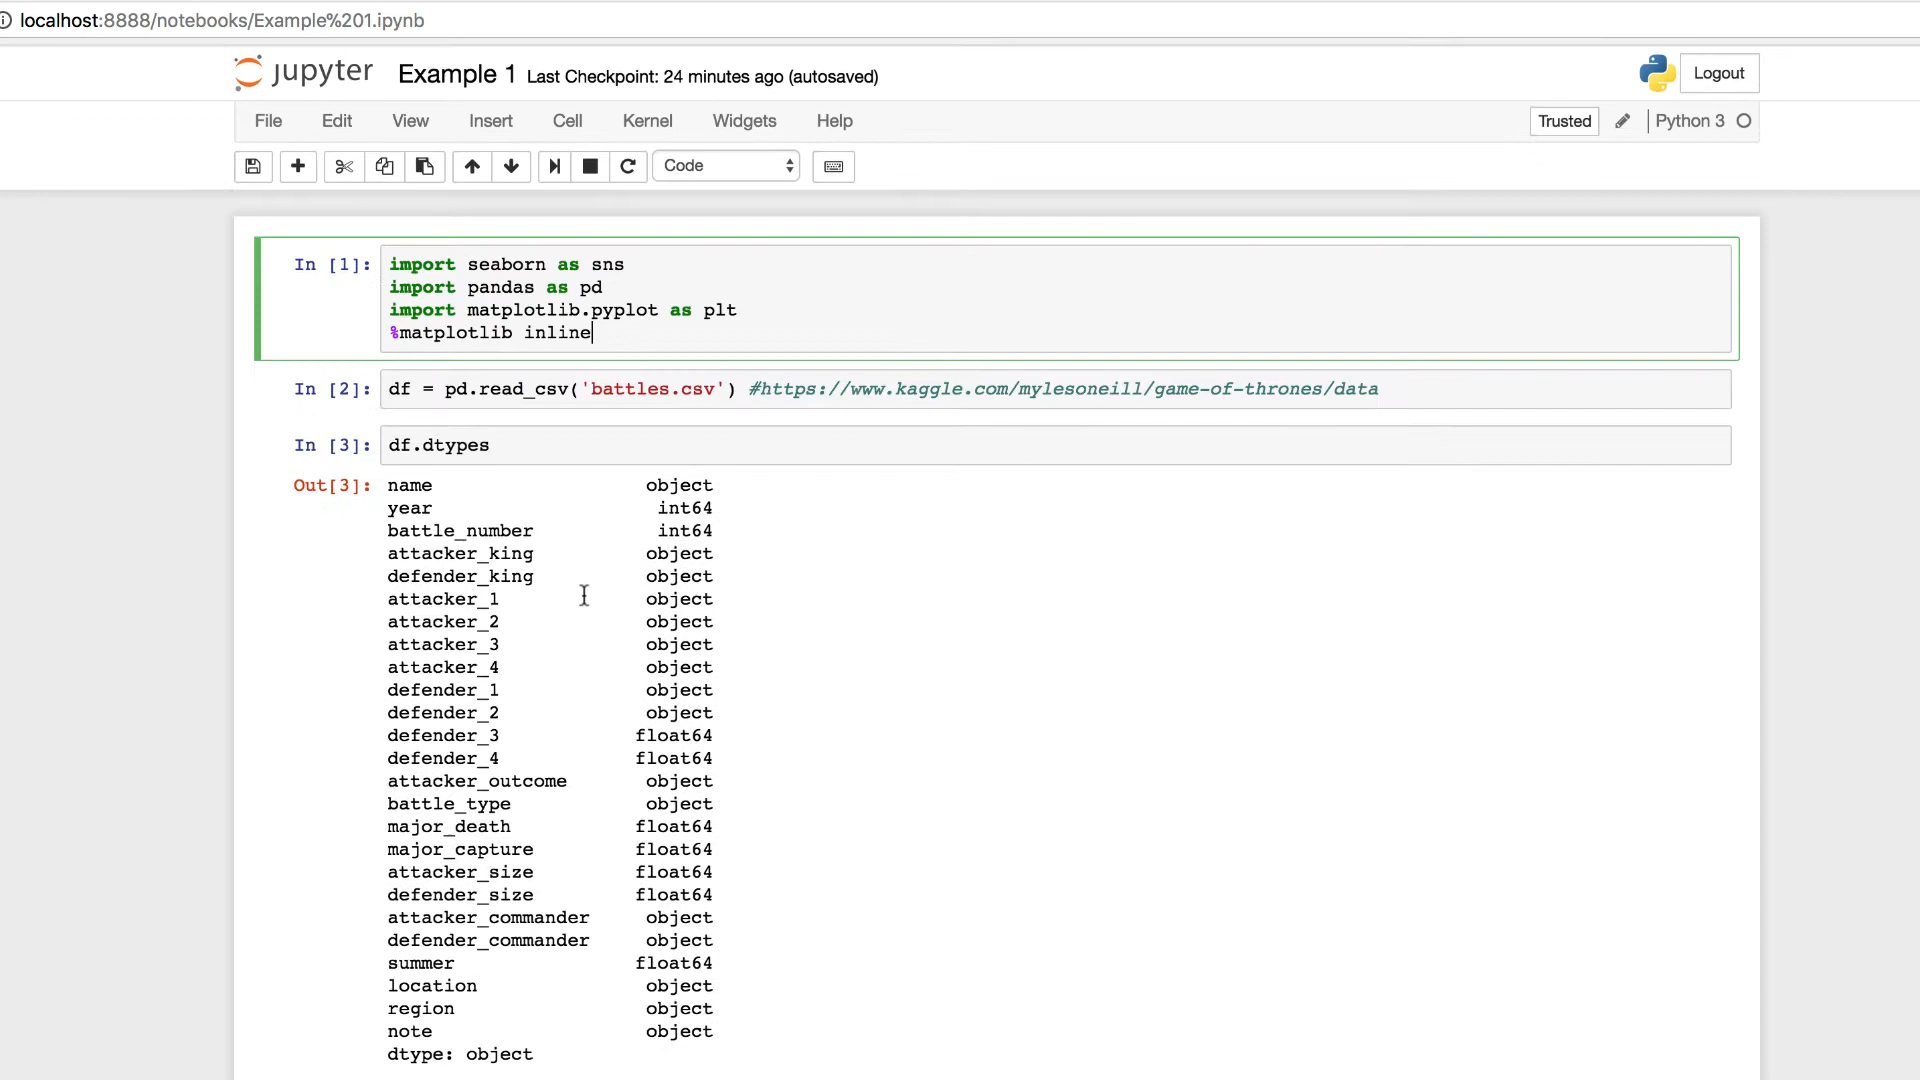 localhost:8888/notebooks/Example%201.ipynb
jupyter Example 1 Last Checkpoint: 24 minutes ago (autosaved) Logout
File Edit View Insert Cell Kernel Widgets Help Trusted Python 3
Code
In [1]: import seaborn as sns
import pandas as pd
import matplotlib.pyplot as plt
%matplotlib inline
In [2]: df = pd.read_csv('battles.csv') #https://www.kaggle.com/mylesoneill/game-of-thrones/data
In [3]: df.dtypes
Out[3]: name object
year int64
battle_number int64
attacker_king object
defender_king object
attacker_1 object
attacker_2 object
attacker_3 object
attacker_4 object
defender_1 object
defender_2 object
defender_3 float64
defender_4 float64
attacker_outcome object
battle_type object
major_death float64
major_capture float64
attacker_size float64
defender_size float64
attacker_commander object
defender_commander object
summer float64
location object
region object
note object
dtype: object